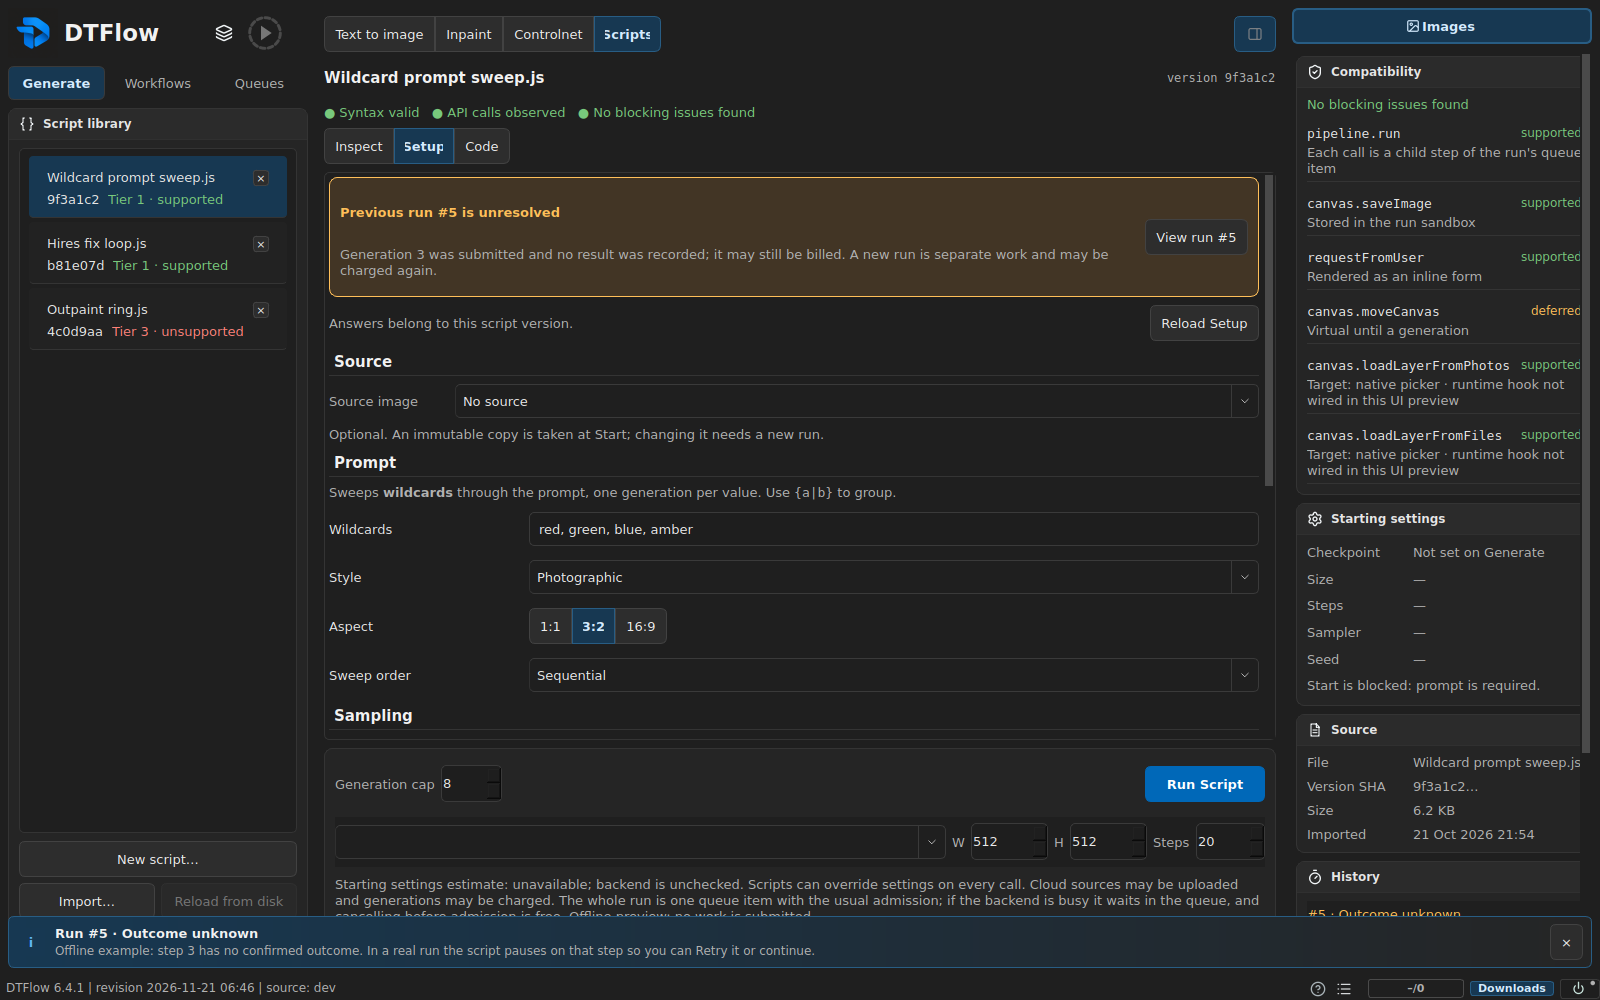 DTFlow
Generate
Workflows
Queues
Script library
Wildcard prompt sweep.js
9f3a1c2 Tier 1 · supported
Hires fix loop.js
b81e07d Tier 1 · supported
Outpaint ring.js
4c0d9aa Tier 3 · unsupported
New script...
Import...
Reload from disk
Text to image
Inpaint
Controlnet
Scripts
Wildcard prompt sweep.js
version 9f3a1c2
Syntax valid
API calls observed
No blocking issues found
Inspect
Setup
Code
Previous run #5 is unresolved
Generation 3 was submitted and no result was recorded; it may still be billed. A new run is separate work and may be
charged again.
View run #5
Answers belong to this script version.
Reload Setup
Source
Source image
No source
Optional. An immutable copy is taken at Start; changing it needs a new run.
Prompt
Sweeps wildcards through the prompt, one generation per value. Use {a|b} to group.
Wildcards
red, green, blue, amber
Style
Photographic
Aspect
1:1
3:2
16:9
Sweep order
Sequential
Sampling
Generation cap
8
Run Script
W
512
H
512
Steps
20
Starting settings estimate: unavailable; backend is unchecked. Scripts can override settings on every call. Cloud sources may be uploaded
and generations may be charged. The whole run is one queue item with the usual admission; if the backend is busy it waits in the queue, and
cancelling before admission is free. Offline preview: no work is submitted.
Images
Compatibility
No blocking issues found
pipeline.run supported
Each call is a child step of the run's queue
item
canvas.saveImage supported
Stored in the run sandbox
requestFromUser supported
Rendered as an inline form
canvas.moveCanvas deferred
Virtual until a generation
canvas.loadLayerFromPhotos supported
Target: native picker · runtime hook not
wired in this UI preview
canvas.loadLayerFromFiles supported
Target: native picker · runtime hook not
wired in this UI preview
Starting settings
Checkpoint Not set on Generate
Size —
Steps —
Sampler —
Seed —
Start is blocked: prompt is required.
Source
File Wildcard prompt sweep.js
Version SHA 9f3a1c2...
Size 6.2 KB
Imported 21 Oct 2026 21:54
History
#5 · Outcome unknown
Run #5 · Outcome unknown
Offline example: step 3 has no confirmed outcome. In a real run the script pauses on that step so you can Retry it or continue.
DTFlow 6.4.1 | revision 2026-11-21 06:46 | source: dev
-/0
Downloads